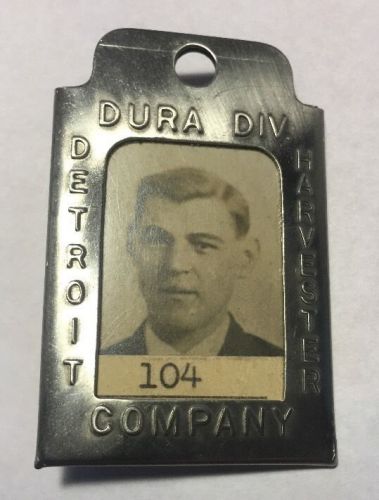 DURA DIV.
DETROIT
HARVESTER
104
COMPANY